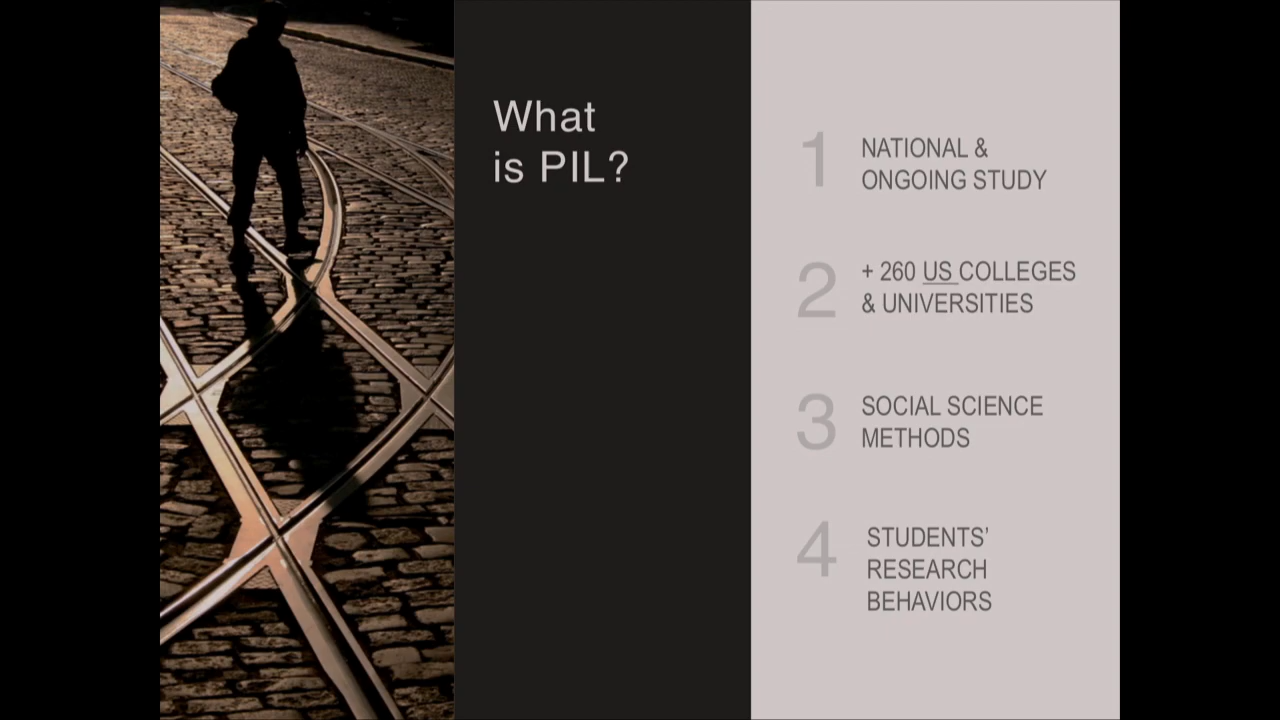 What
is PIL?
1 NATIONAL &
ONGOING STUDY
2 + 260 US COLLEGES
& UNIVERSITIES
3 SOCIAL SCIENCE
METHODS
4 STUDENTS’
RESEARCH
BEHAVIORS